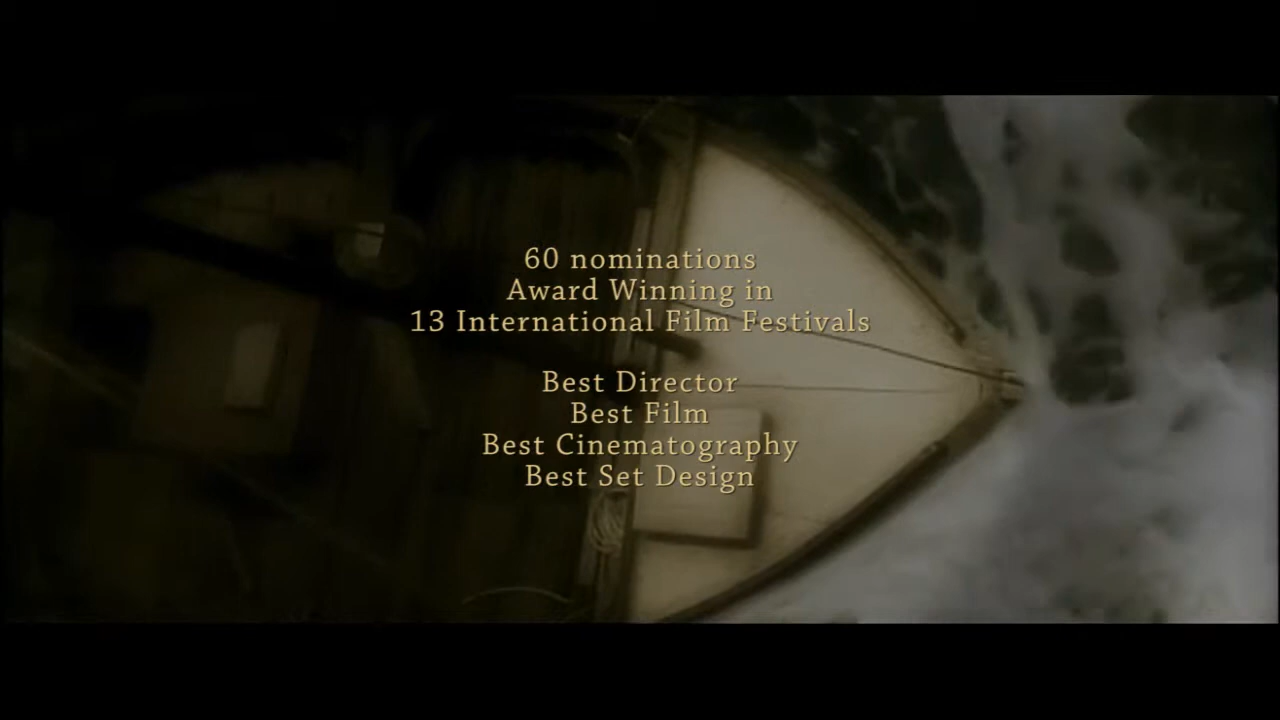 60 nominations
Award Winning in
13 International Film Festivals
Best Director
Best Film
Best Cinematography
Best Set Design